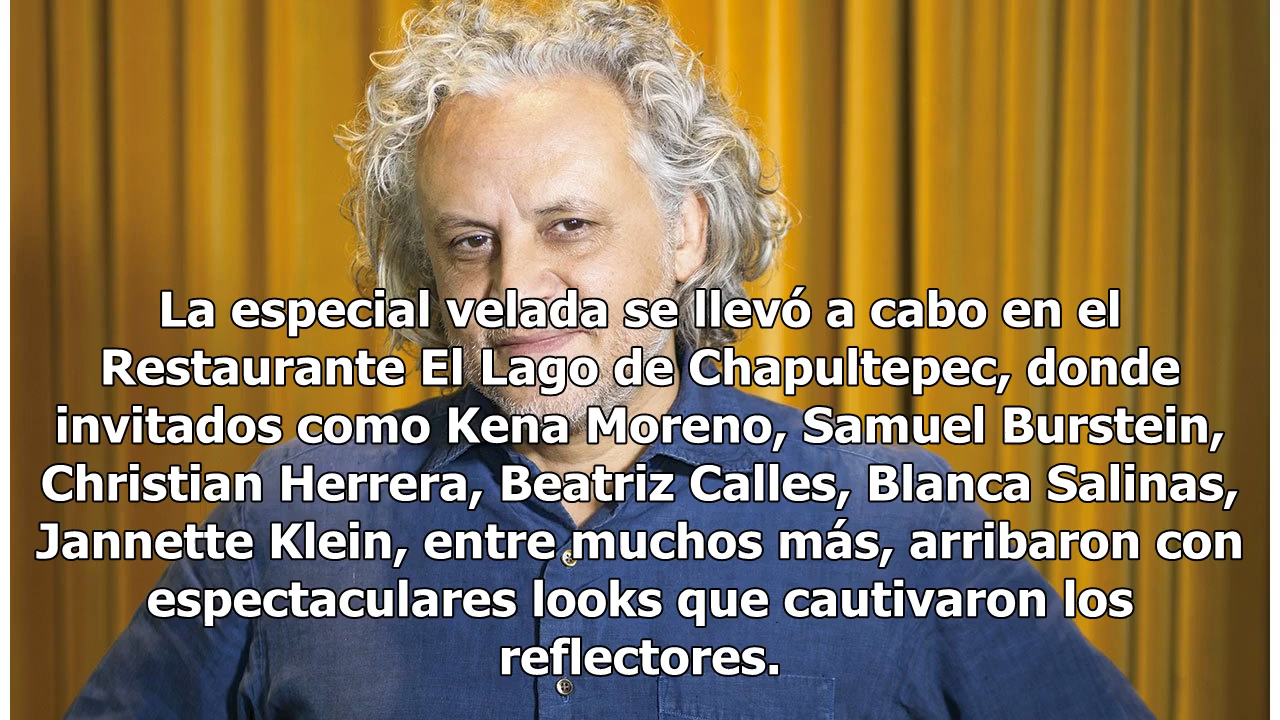 La especial velada se llevó a cabo en el
Restaurante El Lago de Chapultepec, donde
invitados como Kena Moreno, Samuel Burstein,
Christian Herrera, Beatriz Calles, Blanca Salinas,
Jannette Klein, entre muchos más, arribaron con
espectaculares looks que cautivaron los
reflectores.